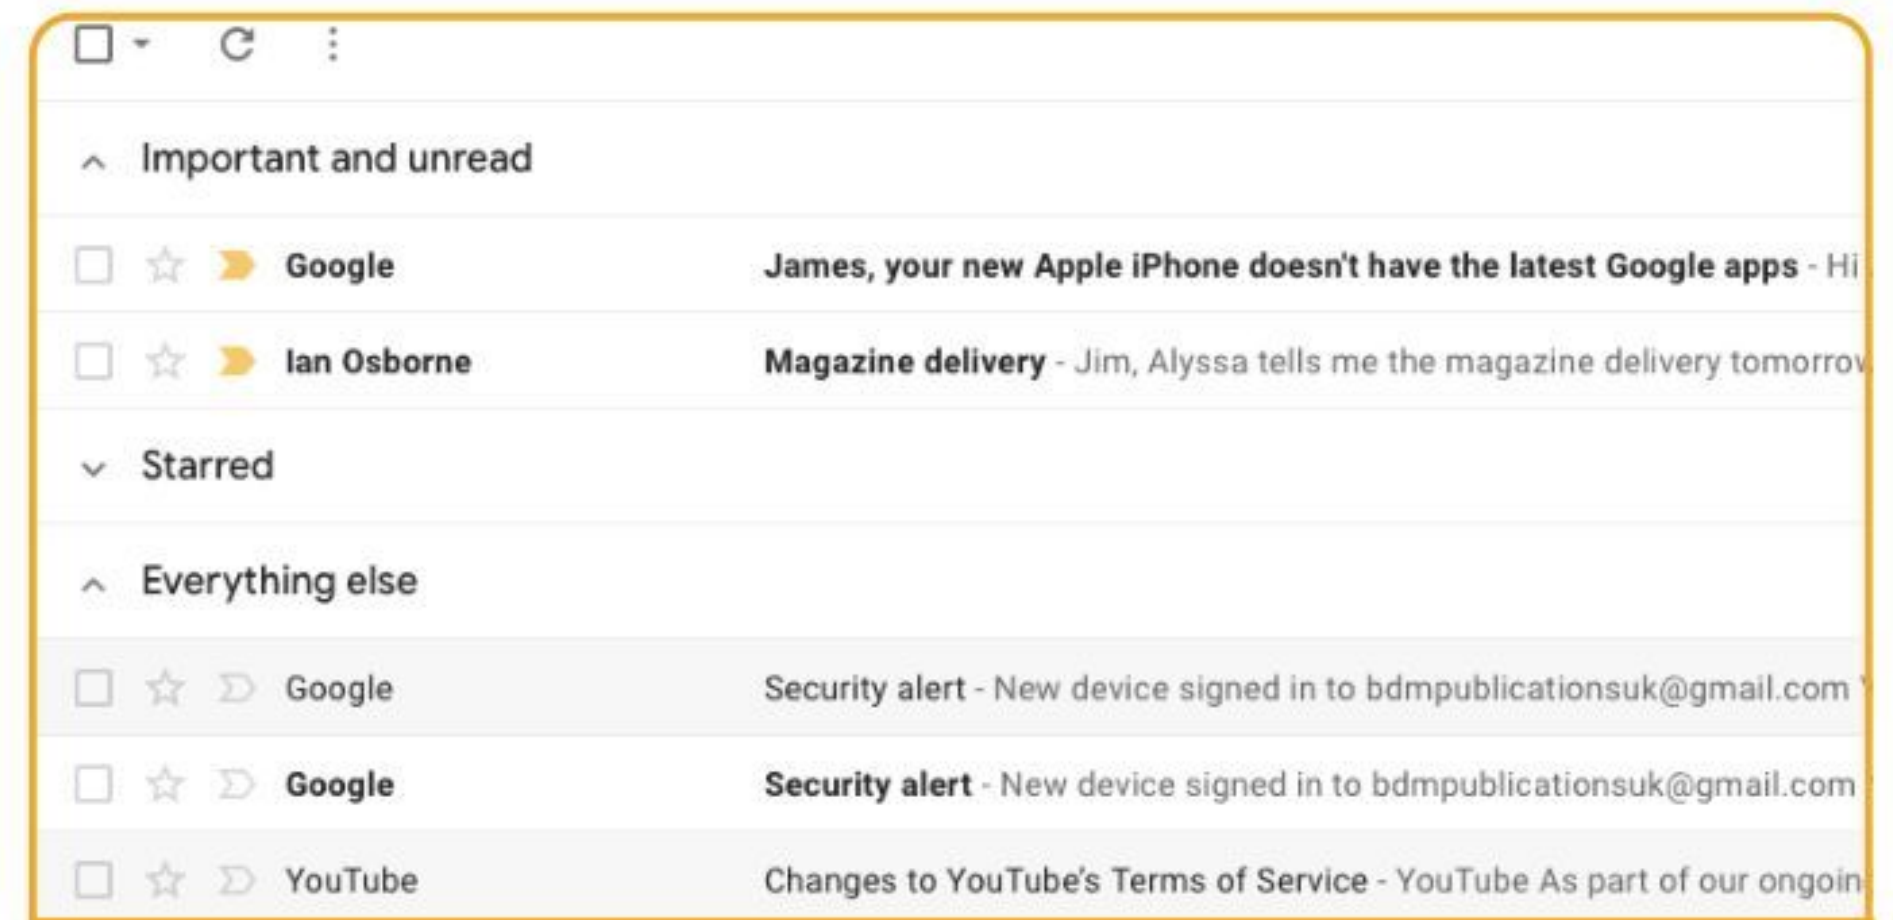 Important and unread
Google James, your new Apple iPhone doesn't have the latest Google apps - Hi
Ian Osborne Magazine delivery - Jim, Alyssa tells me the magazine delivery tomorrow
Starred
Everything else
Google Security alert - New device signed in to bdmpublicationsuk@gmail.com
Google Security alert - New device signed in to bdmpublicationsuk@gmail.com
YouTube Changes to YouTube's Terms of Service - YouTube As part of our ongoin